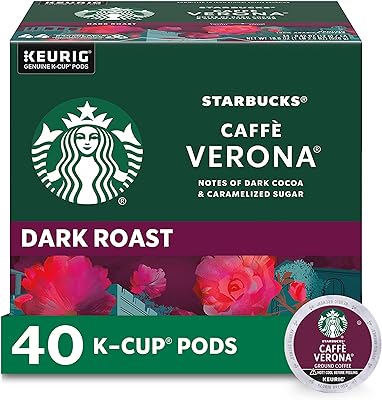 KEURIG®
GENUINE K-CUP® PODS
STARBUCKS®
CAFFÈ
VERONA®
NOTES OF DARK COCOA
& CARAMELIZED SUGAR
®
DARK ROAST
40 K-CUP® PODS
STARBUCKS®
CAFFÈ
VERONA®
GROUND COFFEE
KEURIG